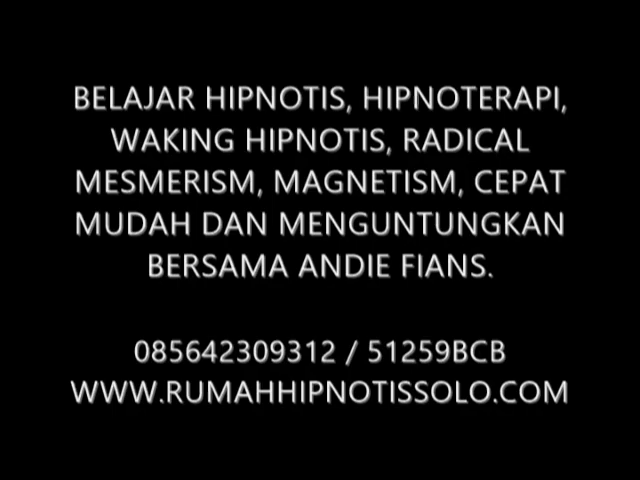 BELAJAR HIPNOTIS, HIPNOTERAPI,
WAKING HIPNOTIS, RADICAL
MESMERISM, MAGNETISM, CEPAT
MUDAH DAN MENGUNTUNGKAN
BERSAMA ANDIE FIANS.
085642309312 / 51259BCB
WWW.RUMAHHIPNOTISSOLO.COM